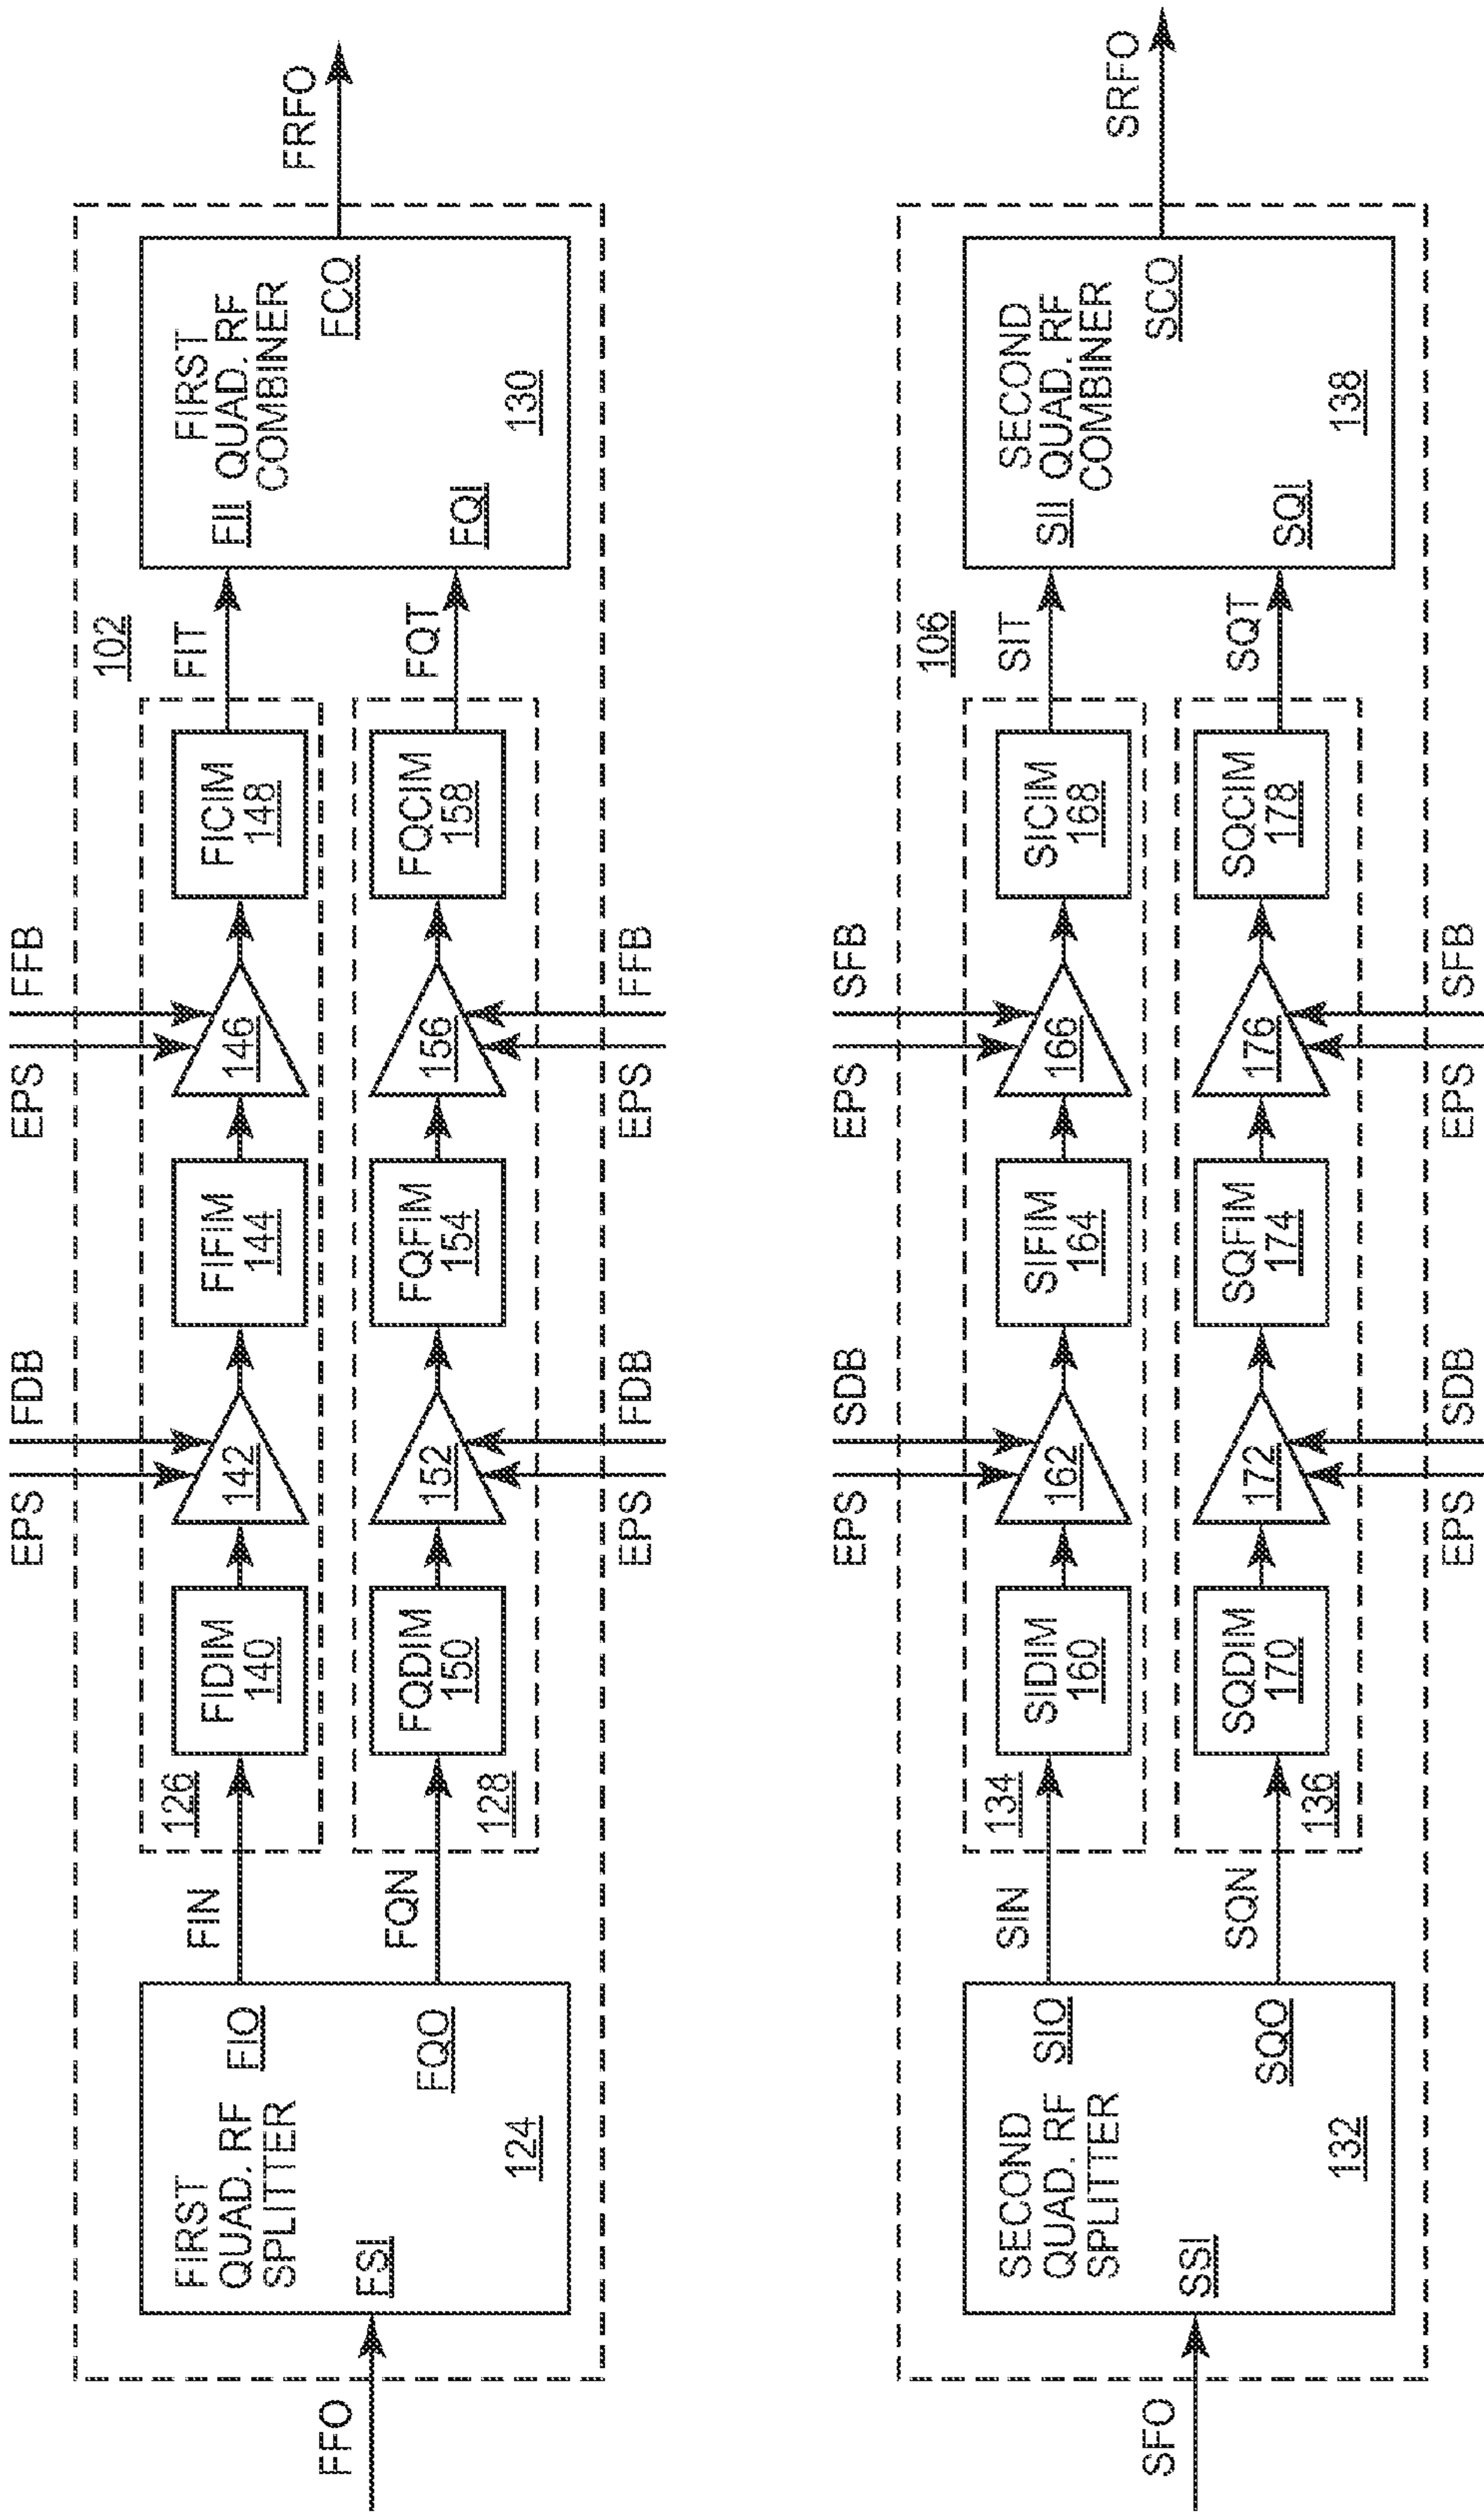 EPS
FDB
EPS
FFB
FFO
FIRST
QUAD. RF
SPLITTER
FSI
FIO
FQO
124
FIN
FQN
126
FIDIM
140
142
FIFIM
144
146
FICIM
148
FIT
102
128
FQDIM
150
152
FQFIM
154
156
FQCIM
158
FQT
FIRST
QUAD. RF
COMBINER
FII
FCO
FQI
130
FRFO
EPS
FDB
EPS
FFB
EPS
SDB
EPS
SFB
SFO
SECOND
QUAD. RF
SPLITTER
SSI
SIO
SQO
132
SIN
SQN
134
SIDIM
160
162
SIFIM
164
166
SICIM
168
SIT
106
136
SQDIM
170
172
SQFIM
174
176
SQCIM
178
SQT
SECOND
QUAD. RF
COMBINER
SII
SCO
SQI
138
SRFO
EPS
SDB
EPS
SFB